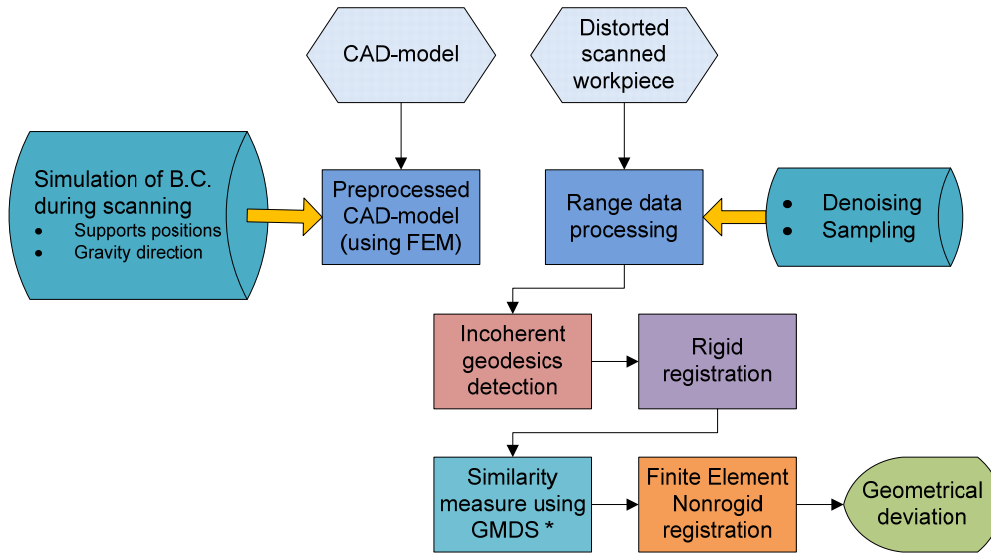 CAD-model
Distorted
scanned
workpiece
Simulation of B.C.
during scanning
• Supports positions
• Gravity direction
Preprocessed
CAD-model
(using FEM)
Range data
processing
• Denoising
• Sampling
Incoherent
geodesics
detection
Rigid
registration
Similarity
measure using
GMDS *
Finite Element
Nonrogid
registration
Geometrical
deviation